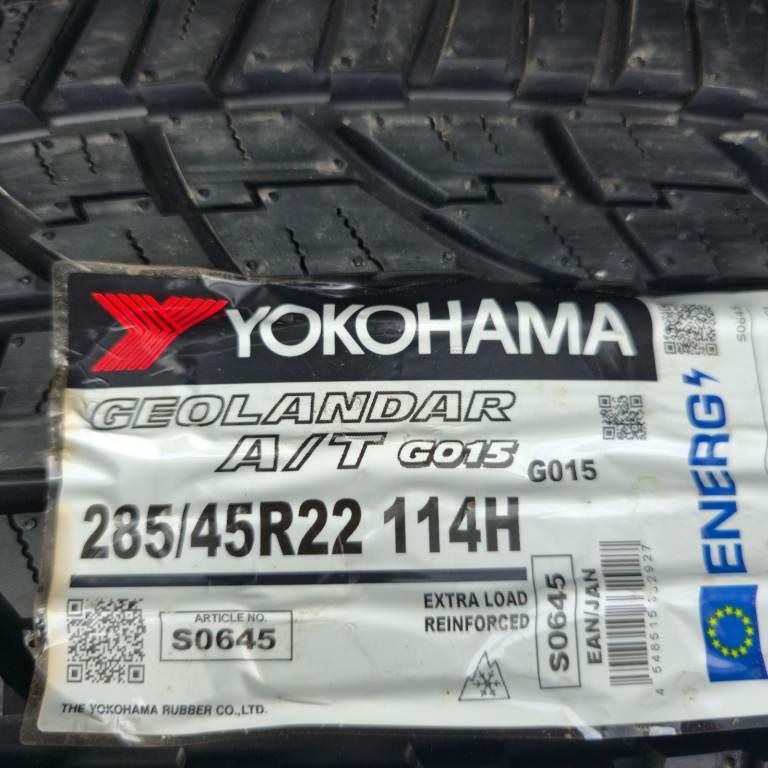 YOKOHAMA
GEOLANDAR
A/T G015
G015
285/45R22 114H
EXTRA LOAD
REINFORCED
ARTICLE NO.
S0645
S0645
EAN/JAN
THE YOKOHAMA RUBBER CO.,LTD.
ENERG
S0645